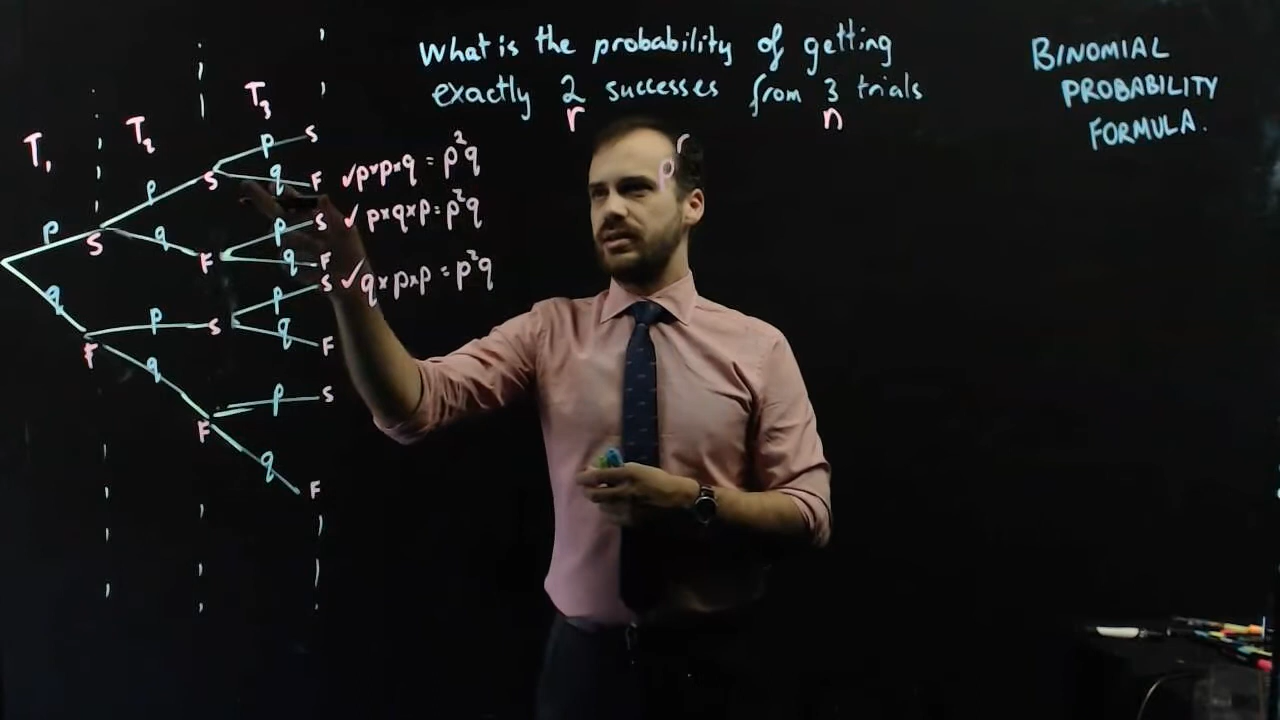 What is the probability of getting
exactly 2 successes from 3 trials
r n
BINOMIAL
PROBABILITY
FORMULA.
T1 T2 T3
p S
p S q F ✓ p×p×q = p²q
p S q F p S ✓ p×q×p = p²q
q F
q p S p S ✓ q×p×p = p²q
F q q F
F p S
q F
p^r